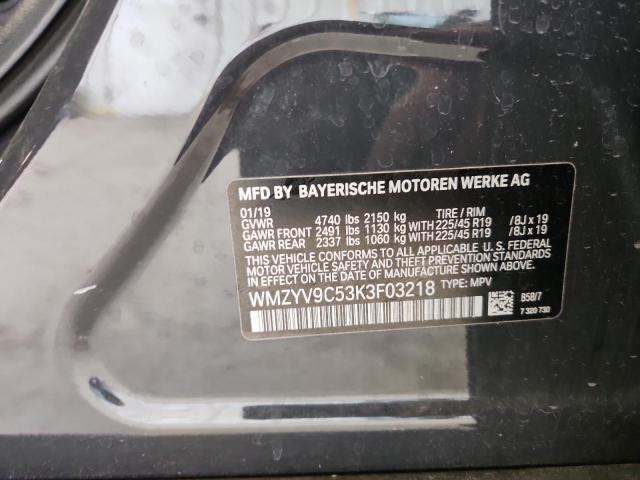 MFD BY BAYERISCHE MOTOREN WERKE AG
01/19
GVWR 4740 lbs 2150 kg TIRE / RIM
GAWR FRONT 2491 lbs 1130 kg WITH 225/45 R19 /8J x 19
GAWR REAR 2337 lbs 1060 kg WITH 225/45 R19 /8J x 19
THIS VEHICLE CONFORMS TO ALL APPLICABLE U. S. FEDERAL
MOTOR VEHICLE SAFETY, BUMPER, AND THEFT PREVENTION
STANDARDS IN EFFECT ON THE DATE OF MANUFACTURE
SHOWN ABOVE.
WMZYV9C53K3F03218 TYPE: MPV
B58/7
7 320 730